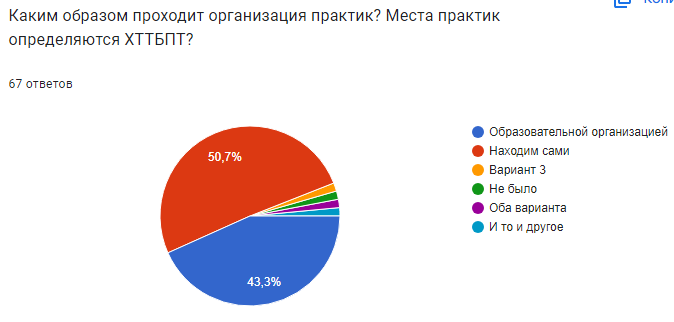 Каким образом проходит организация практик? Места практик
определяются ХТТБПТ?
67 ответов
50,7%
43,3%
Образовательной организацией
Находим сами
Вариант 3
Не было
Оба варианта
И то и другое